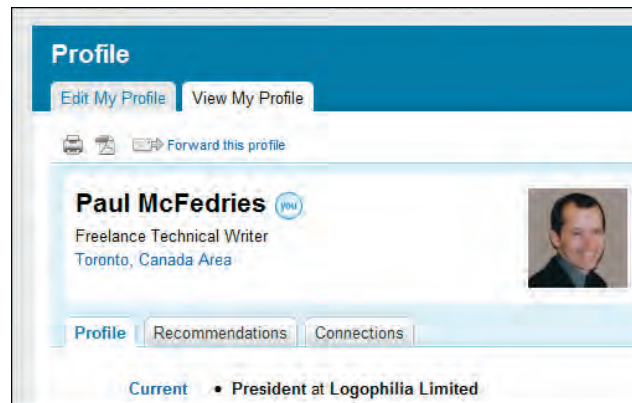 Profile
Edit My Profile View My Profile
Forward this profile
Paul McFedries you
Freelance Technical Writer
Toronto, Canada Area
Profile Recommendations Connections
Current • President at Logophilia Limited